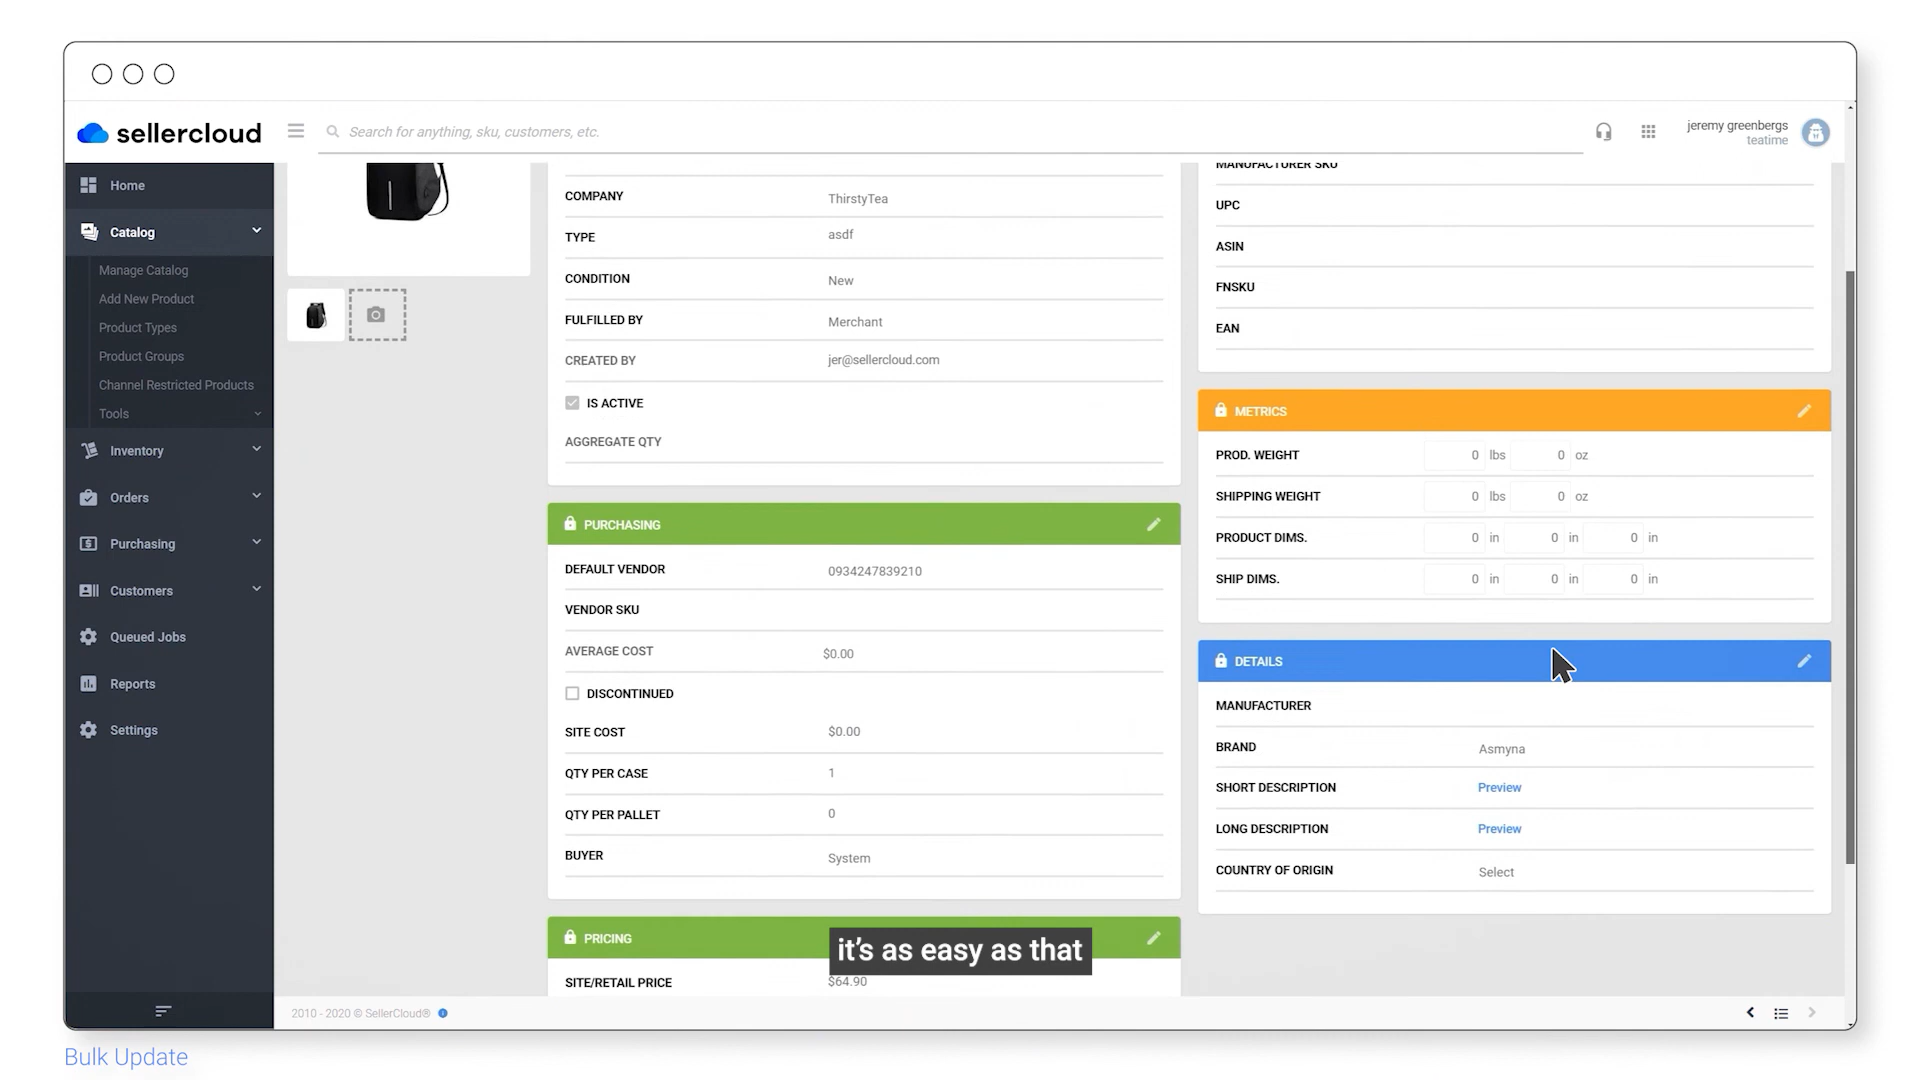 sellercloud
Search for anything, sku, customers, etc.
jeremy greenbergs
teatime
Home
Catalog
Manage Catalog
Add New Product
Product Types
Product Groups
Channel Restricted Products
Tools
Inventory
Orders
Purchasing
Customers
Queued Jobs
Reports
Settings
COMPANY ThirstyTea
TYPE asdf
CONDITION New
FULFILLED BY Merchant
CREATED BY jer@sellercloud.com
IS ACTIVE
AGGREGATE QTY
PURCHASING
DEFAULT VENDOR 0934247839210
VENDOR SKU
AVERAGE COST $0.00
DISCONTINUED
SITE COST $0.00
QTY PER CASE 1
QTY PER PALLET 0
BUYER System
PRICING
SITE/RETAIL PRICE $64.90
MANUFACTURER SKU
UPC
ASIN
FNSKU
EAN
METRICS
PROD. WEIGHT 0 lbs 0 oz
SHIPPING WEIGHT 0 lbs 0 oz
PRODUCT DIMS. 0 in 0 in 0 in
SHIP DIMS. 0 in 0 in 0 in
DETAILS
MANUFACTURER
BRAND Asmyna
SHORT DESCRIPTION Preview
LONG DESCRIPTION Preview
COUNTRY OF ORIGIN Select
it's as easy as that
2010 - 2020 © SellerCloud®
Bulk Update